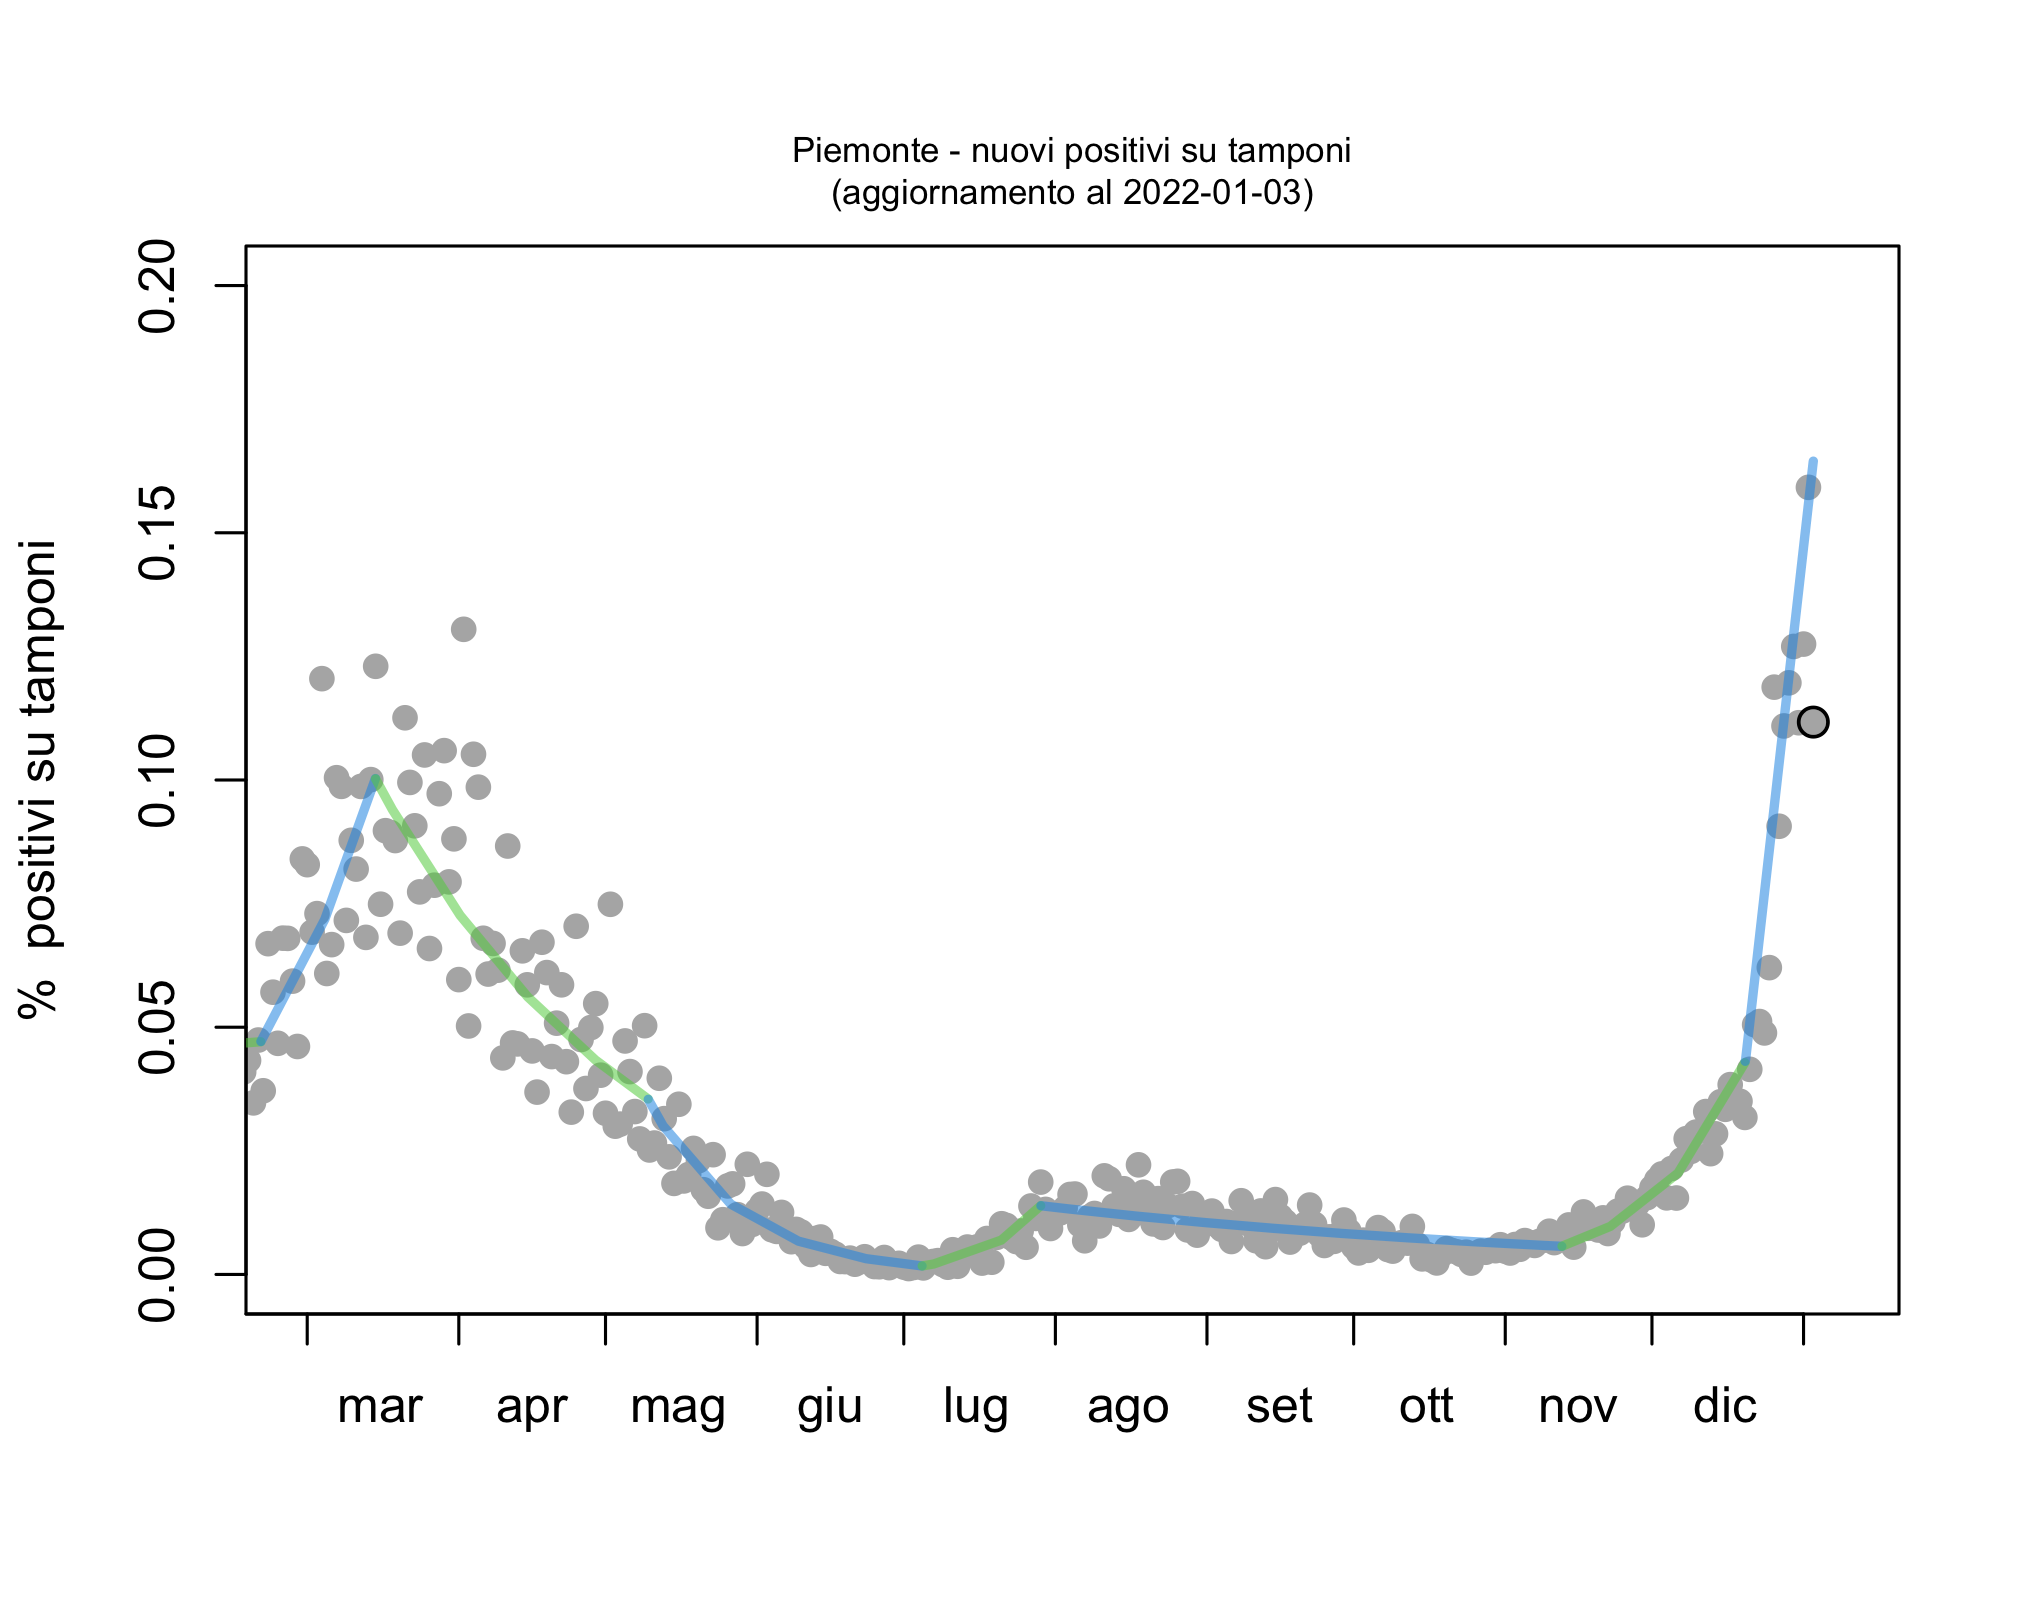 Piemonte - nuovi positivi su tamponi
(aggiornamento al 2022-01-03)
0.20
0.15
0.10
0.05
0.00
% positivi su tamponi
mar apr mag giu lug ago set ott nov dic